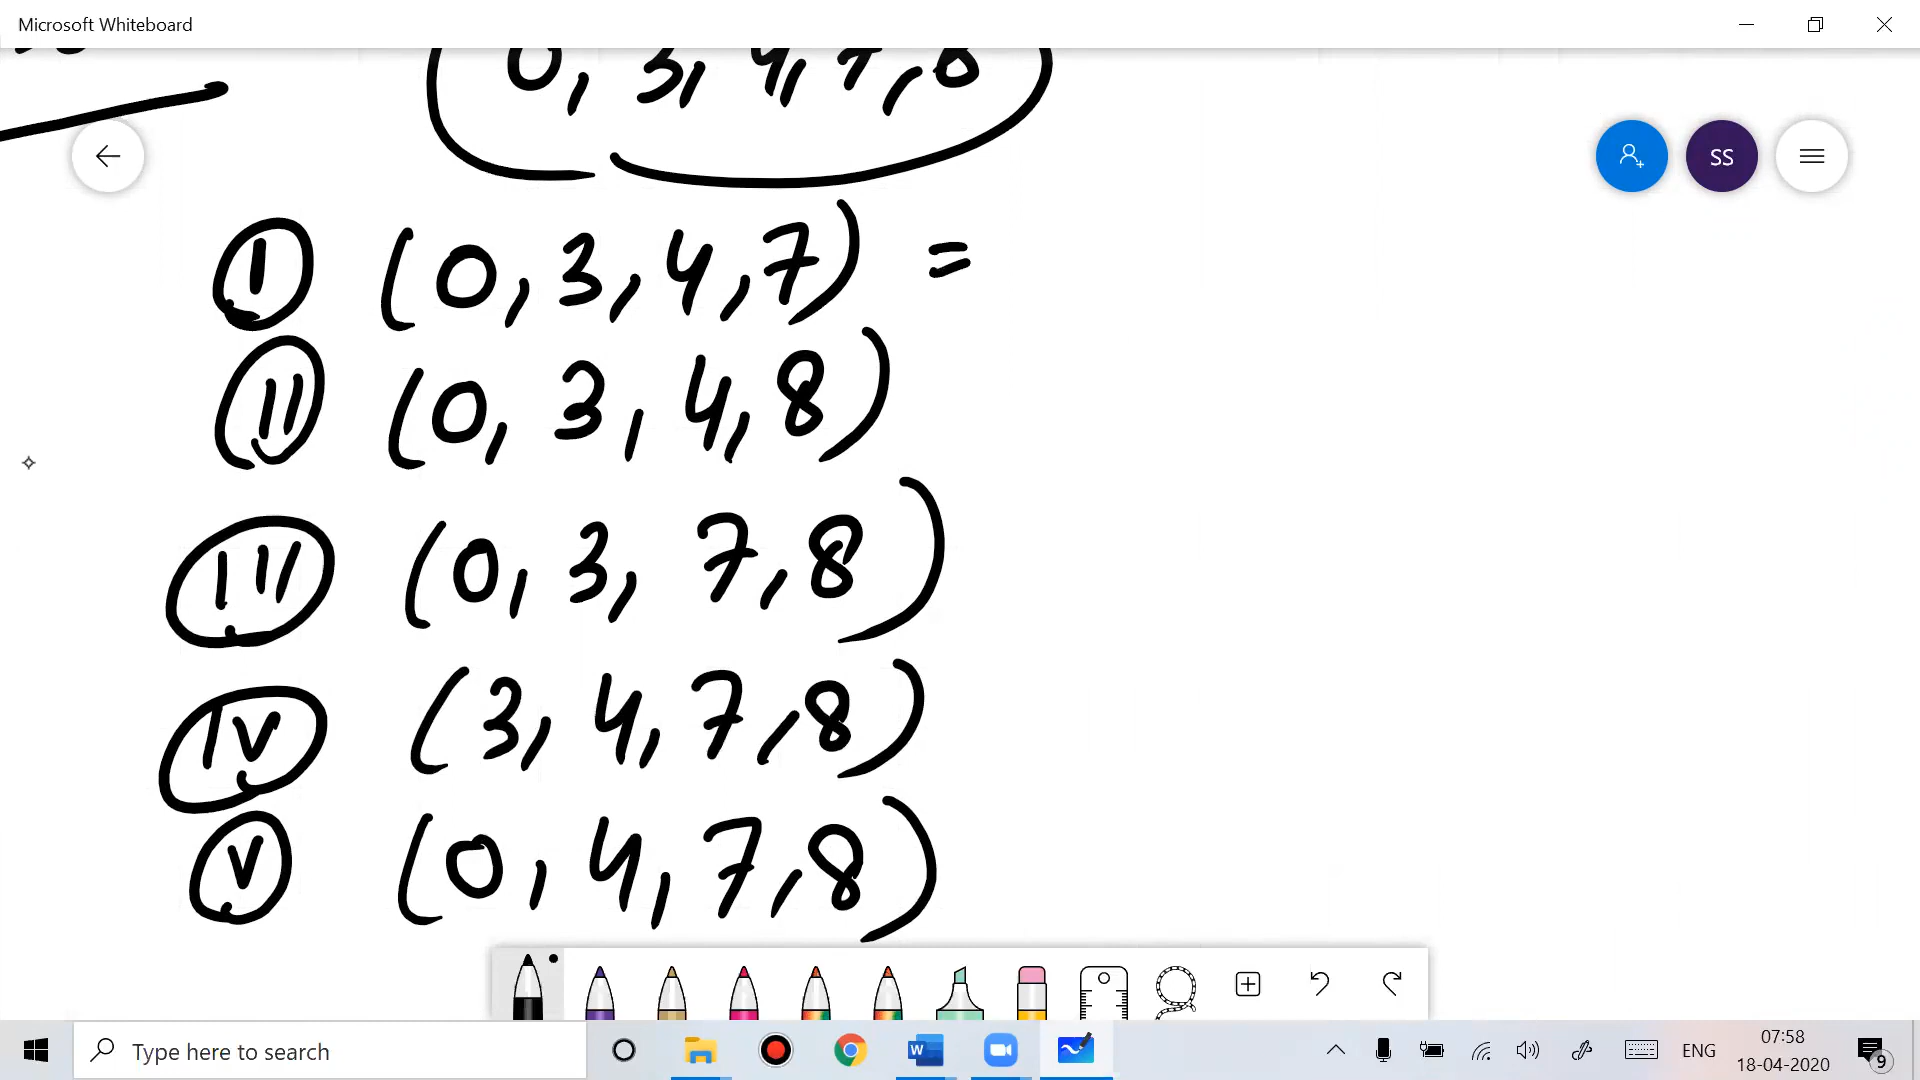 Microsoft Whiteboard
0, 3, 4, 7, 8
SS
I (0, 3, 4, 7) =
II (0, 3, 4, 8)
III (0, 3, 7, 8)
IV (3, 4, 7, 8)
V (0, 4, 7, 8)
Type here to search
ENG
07:58
18-04-2020
9